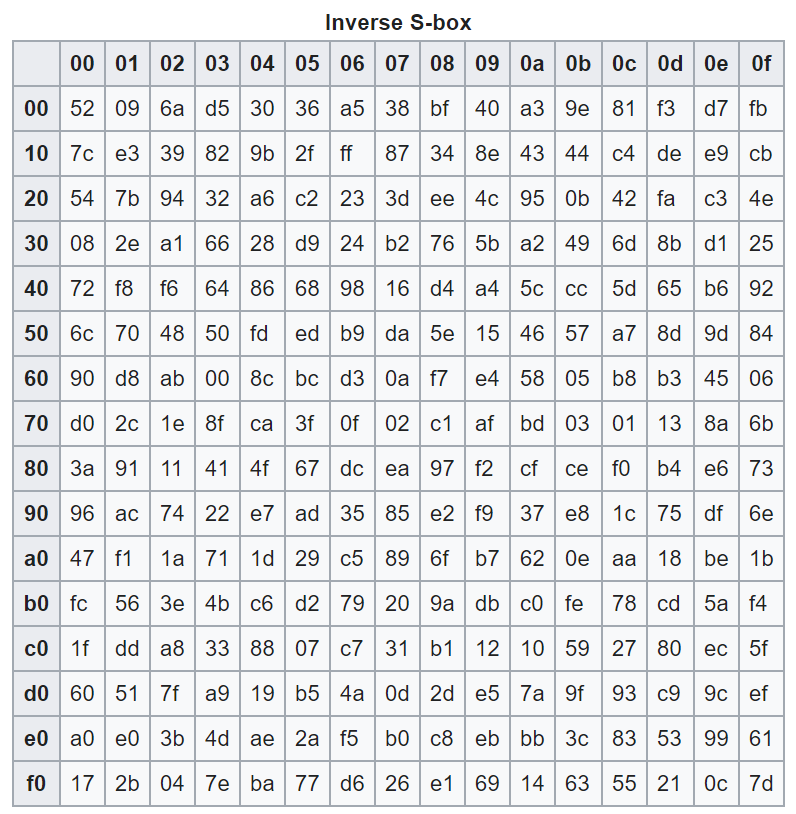 Inverse S-box
00 01 02 03 04 05 06 07 08 09 0a 0b 0c 0d 0e 0f
00 52 09 6a d5 30 36 a5 38 bf 40 a3 9e 81 f3 d7 fb
10 7c e3 39 82 9b 2f ff 87 34 8e 43 44 c4 de e9 cb
20 54 7b 94 32 a6 c2 23 3d ee 4c 95 0b 42 fa c3 4e
30 08 2e a1 66 28 d9 24 b2 76 5b a2 49 6d 8b d1 25
40 72 f8 f6 64 86 68 98 16 d4 a4 5c cc 5d 65 b6 92
50 6c 70 48 50 fd ed b9 da 5e 15 46 57 a7 8d 9d 84
60 90 d8 ab 00 8c bc d3 0a f7 e4 58 05 b8 b3 45 06
70 d0 2c 1e 8f ca 3f 0f 02 c1 af bd 03 01 13 8a 6b
80 3a 91 11 41 4f 67 dc ea 97 f2 cf ce f0 b4 e6 73
90 96 ac 74 22 e7 ad 35 85 e2 f9 37 e8 1c 75 df 6e
a0 47 f1 1a 71 1d 29 c5 89 6f b7 62 0e aa 18 be 1b
b0 fc 56 3e 4b c6 d2 79 20 9a db c0 fe 78 cd 5a f4
c0 1f dd a8 33 88 07 c7 31 b1 12 10 59 27 80 ec 5f
d0 60 51 7f a9 19 b5 4a 0d 2d e5 7a 9f 93 c9 9c ef
e0 a0 e0 3b 4d ae 2a f5 b0 c8 eb bb 3c 83 53 99 61
f0 17 2b 04 7e ba 77 d6 26 e1 69 14 63 55 21 0c 7d